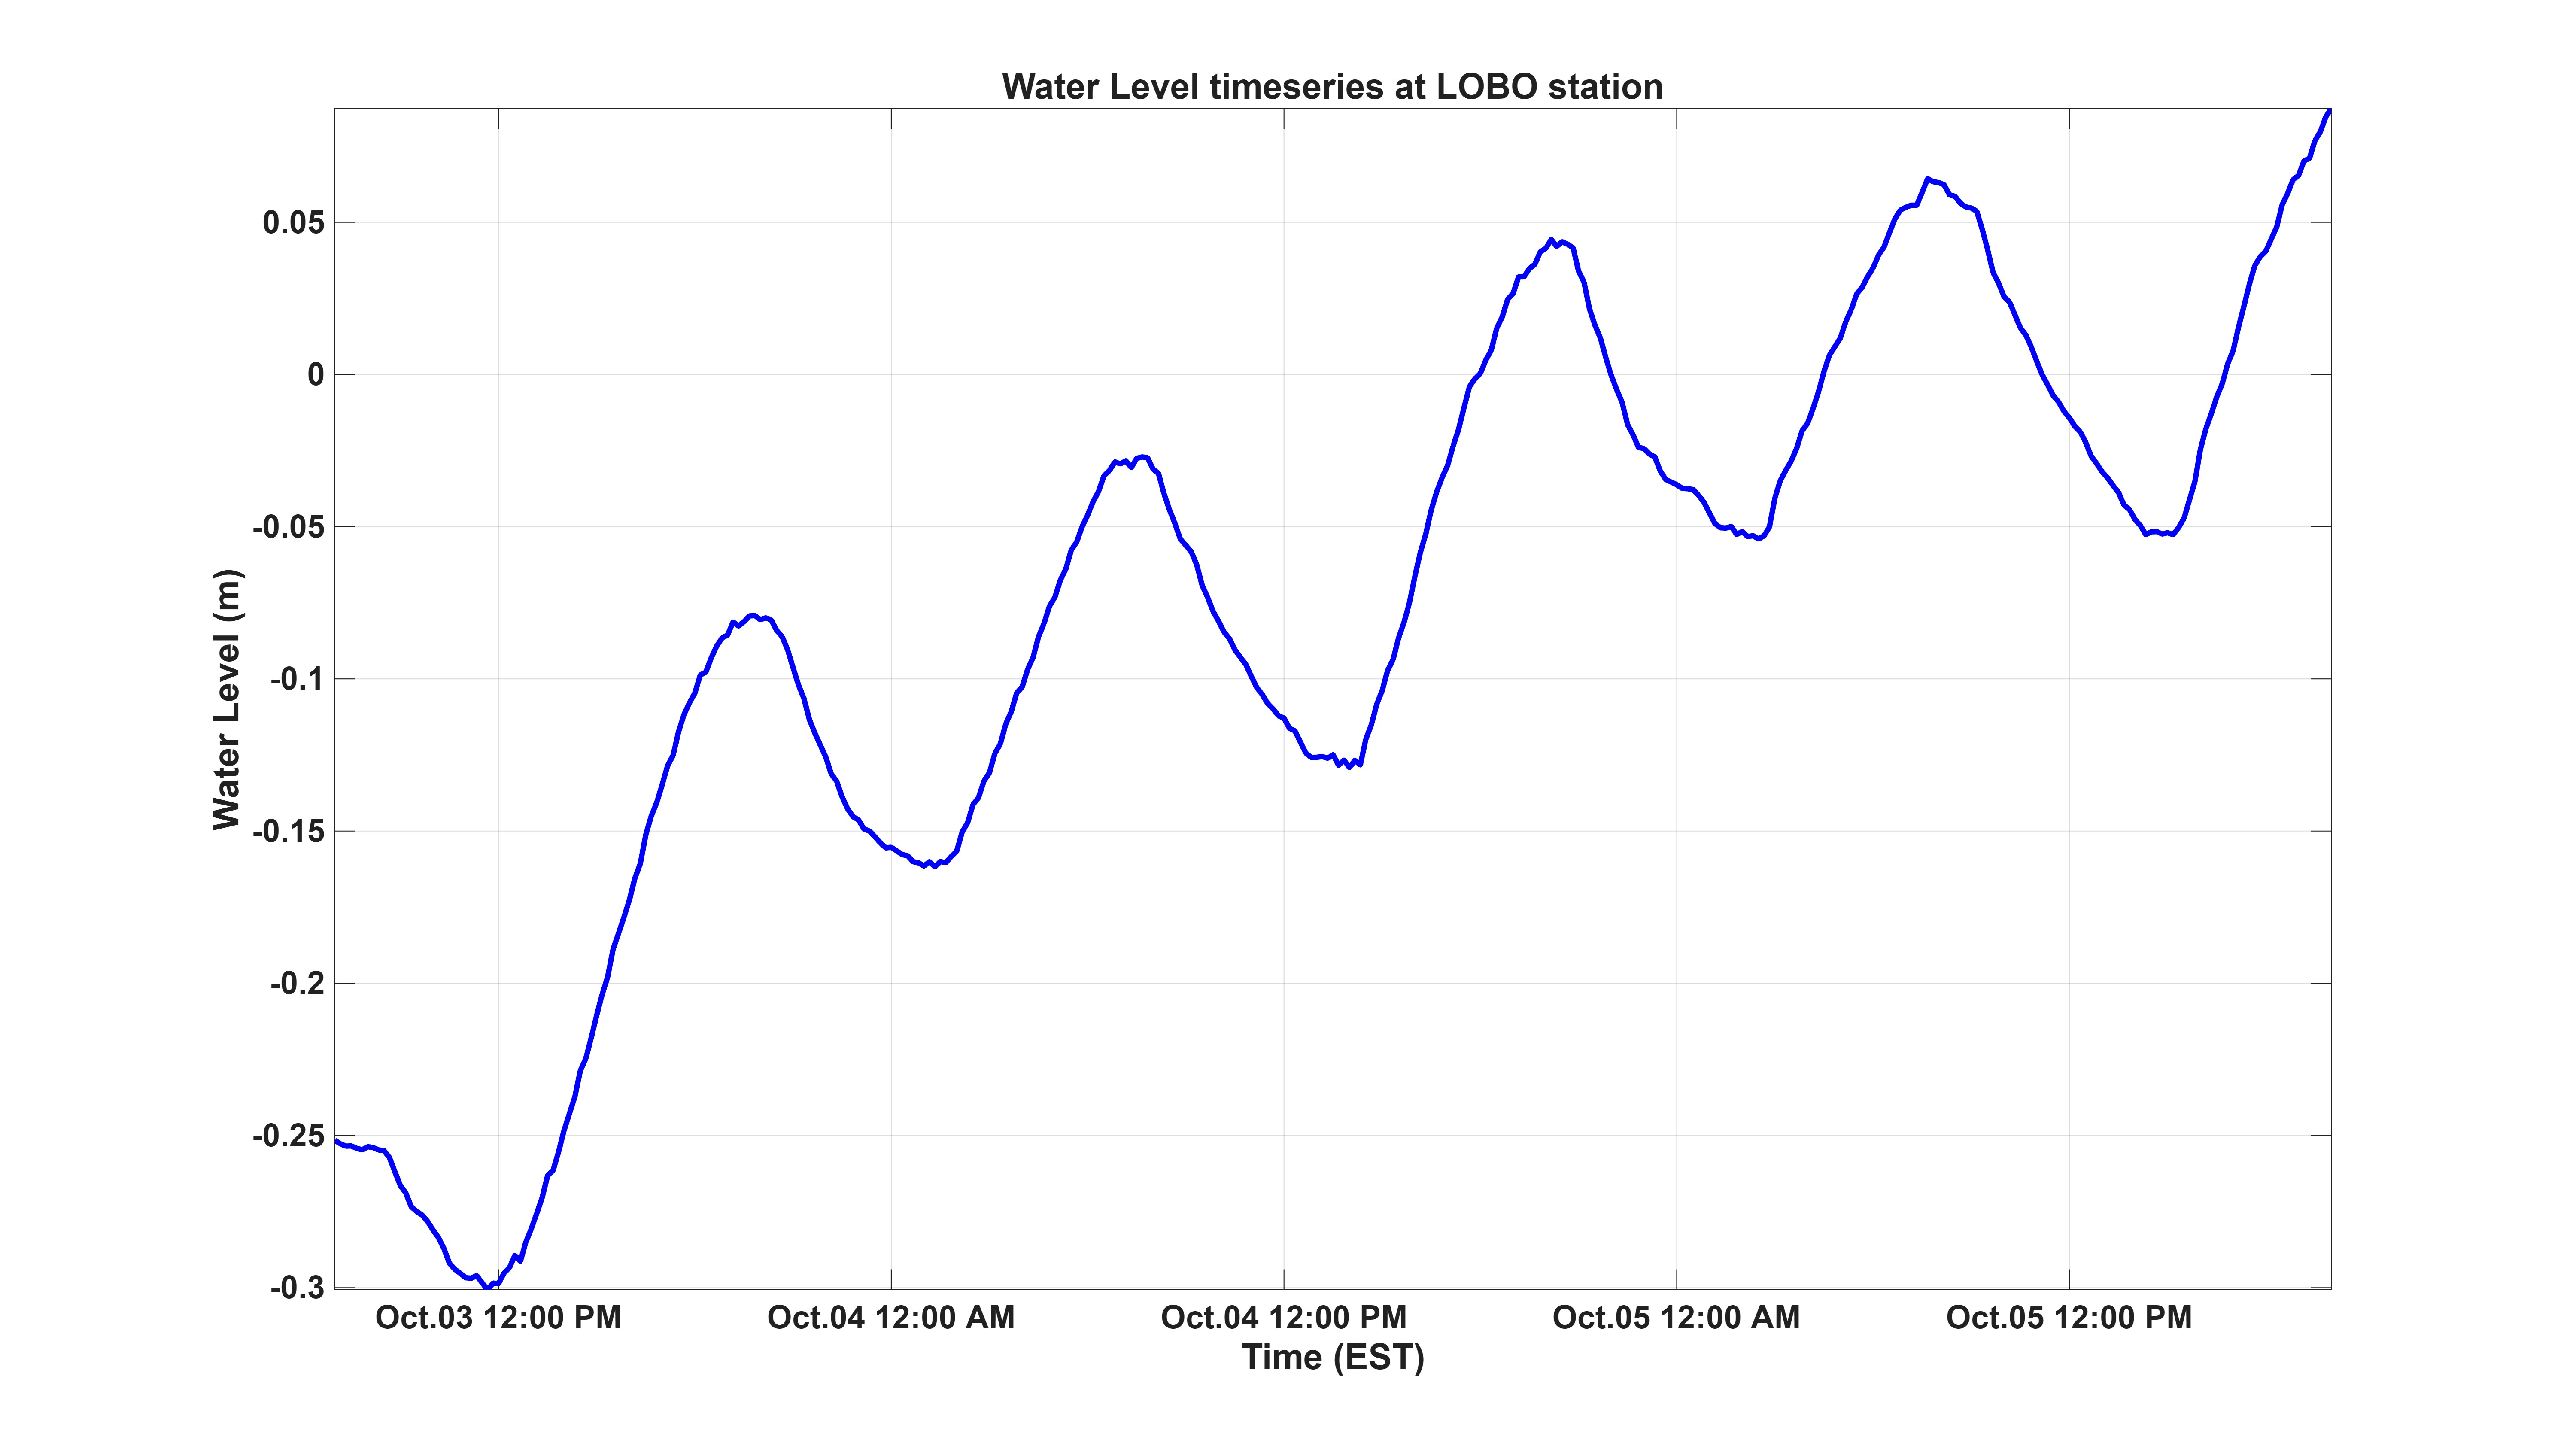 Water Level timeseries at LOBO station
0.05
0
-0.05
-0.1
-0.15
-0.2
-0.25
-0.3
Water Level (m)
Oct.03 12:00 PM Oct.04 12:00 AM Oct.04 12:00 PM Oct.05 12:00 AM Oct.05 12:00 PM
Time (EST)